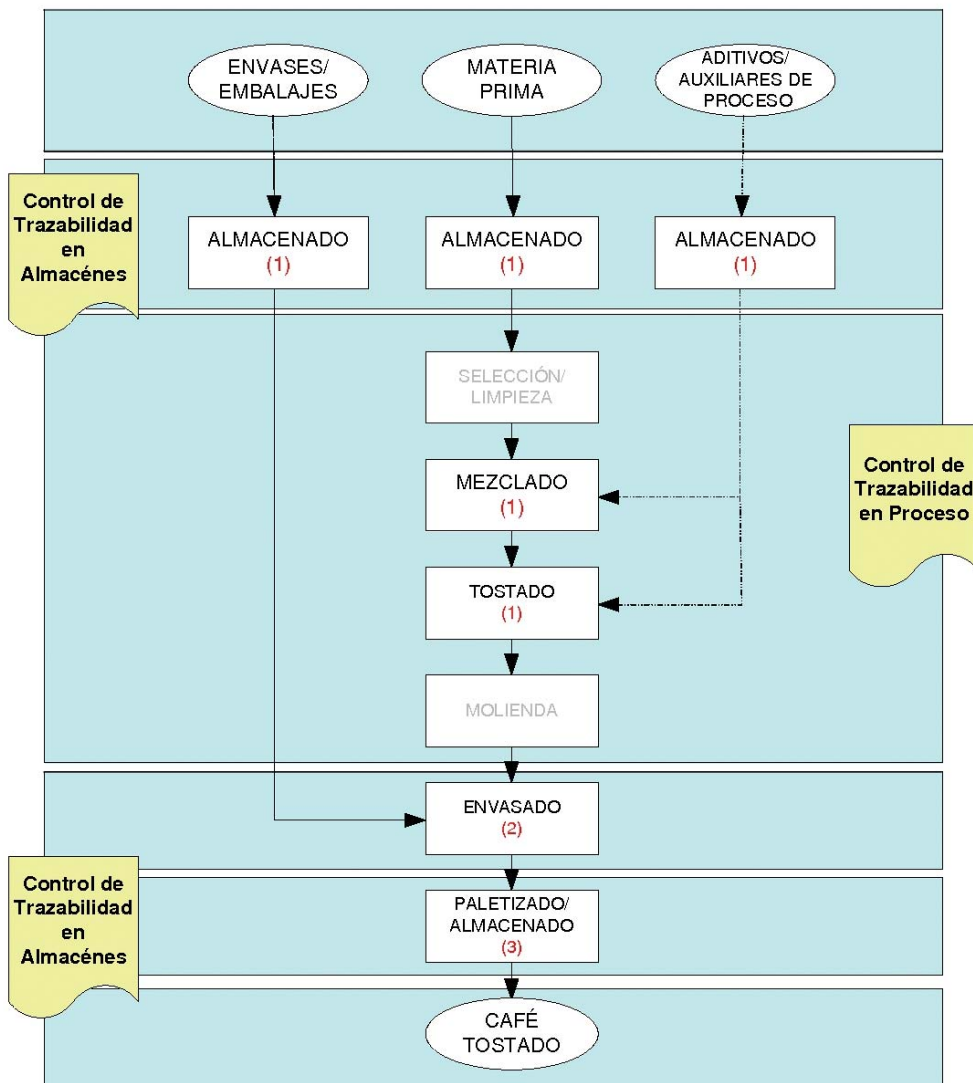 ENVASES/
EMBALAJES
MATERIA
PRIMA
ADITIVOS/
AUXILIARES DE
PROCESO
Control de
Trazabilidad
en
Almacénes
ALMACENADO
(1)
ALMACENADO
(1)
ALMACENADO
(1)
SELECCIÓN/
LIMPIEZA
MEZCLADO
(1)
Control de
Trazabilidad
en Proceso
TOSTADO
(1)
MOLIENDA
ENVASADO
(2)
Control de
Trazabilidad
en
Almacénes
PALETIZADO/
ALMACENADO
(3)
CAFÉ
TOSTADO